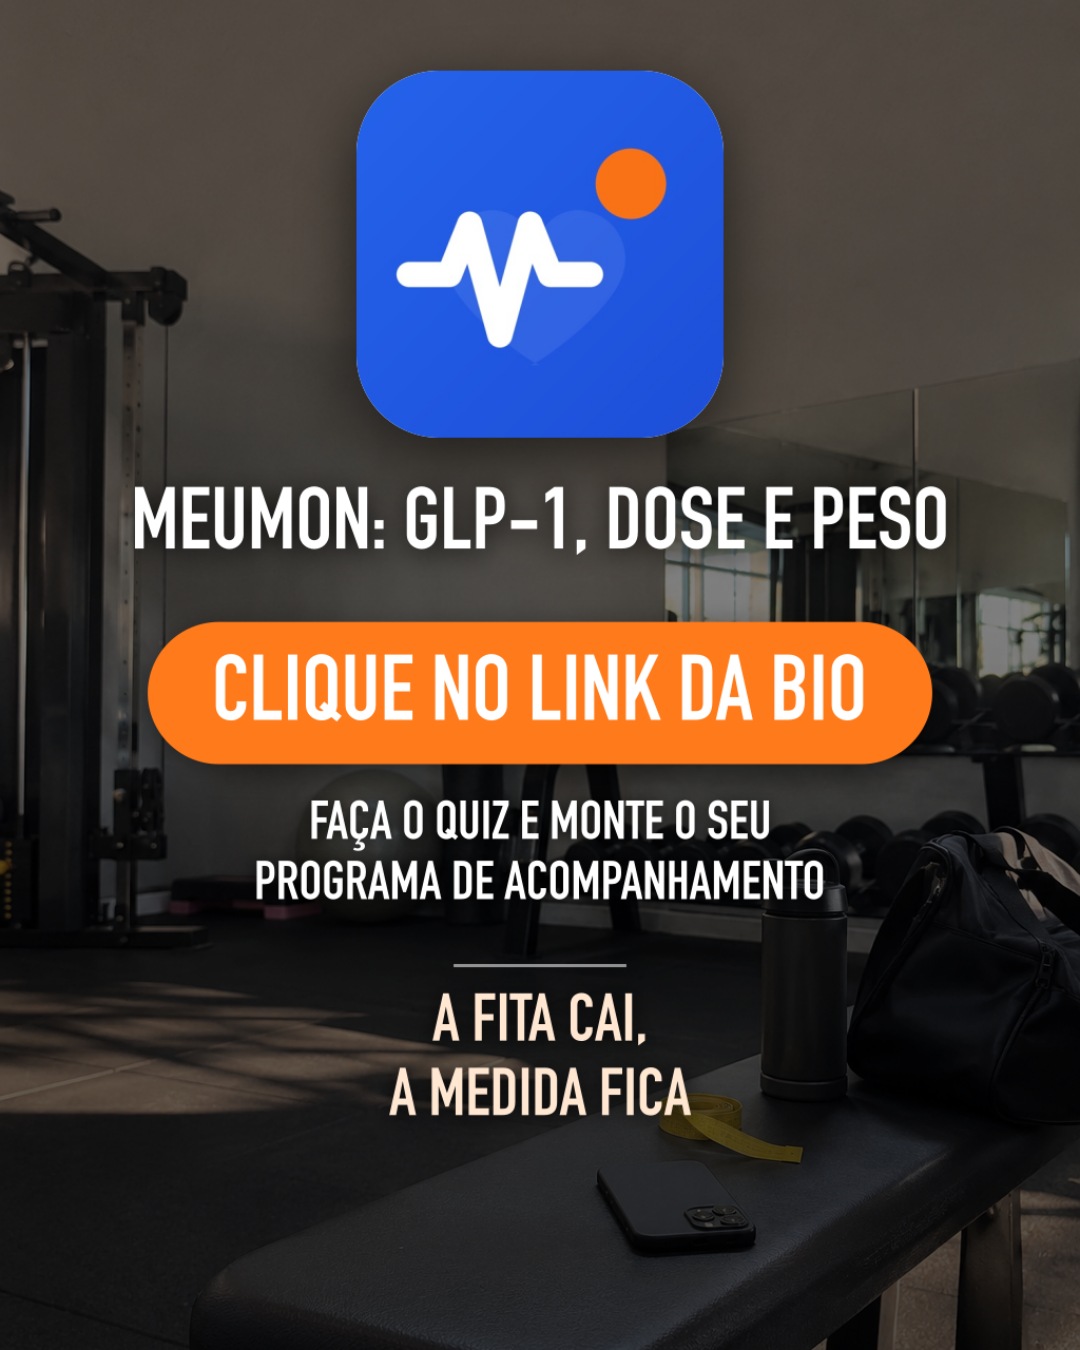 MEUMON: GLP-1, DOSE E PESO
CLIQUE NO LINK DA BIO
FAÇA O QUIZ E MONTE O SEU
PROGRAMA DE ACOMPANHAMENTO
A FITA CAI,
A MEDIDA FICA